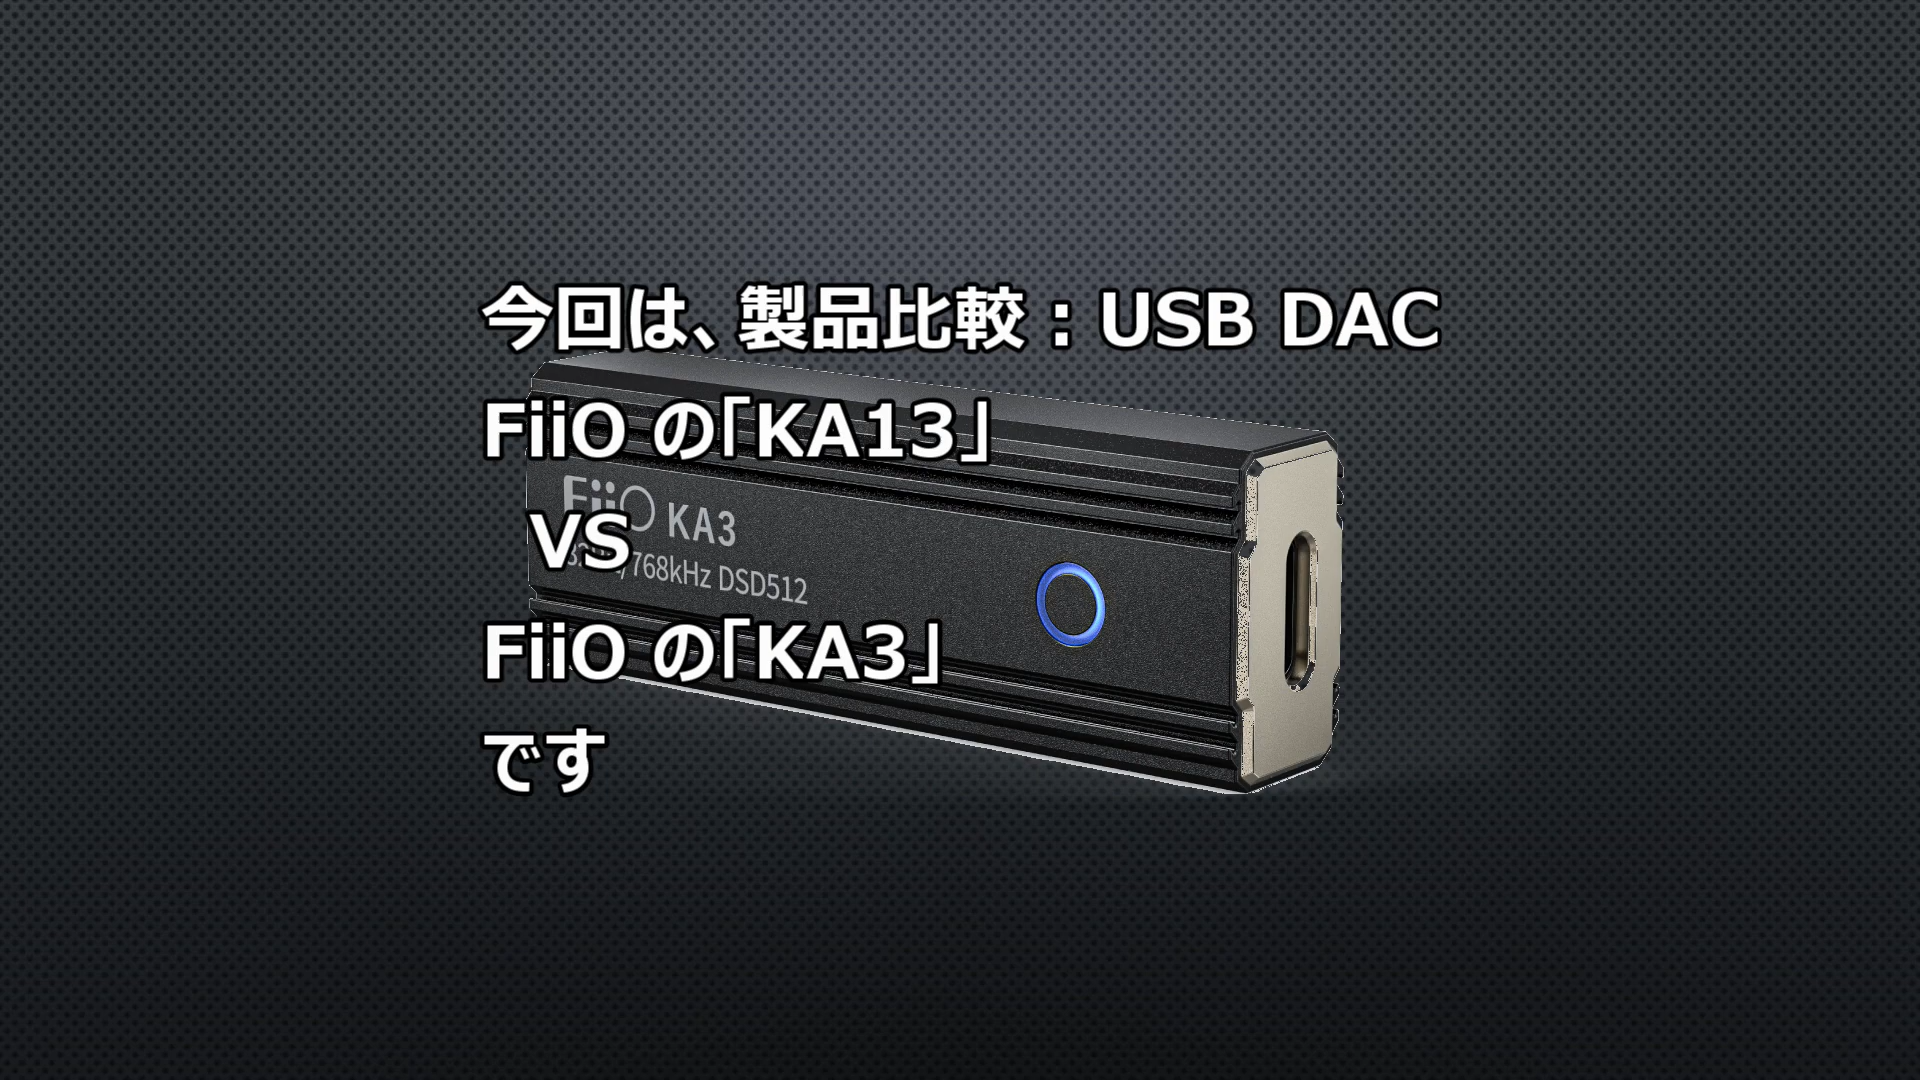 今回は、製品比較：USB DAC
FiiO の「KA13」
VS
FiiO の「KA3」
です
FiiO KA3
/768kHz DSD512